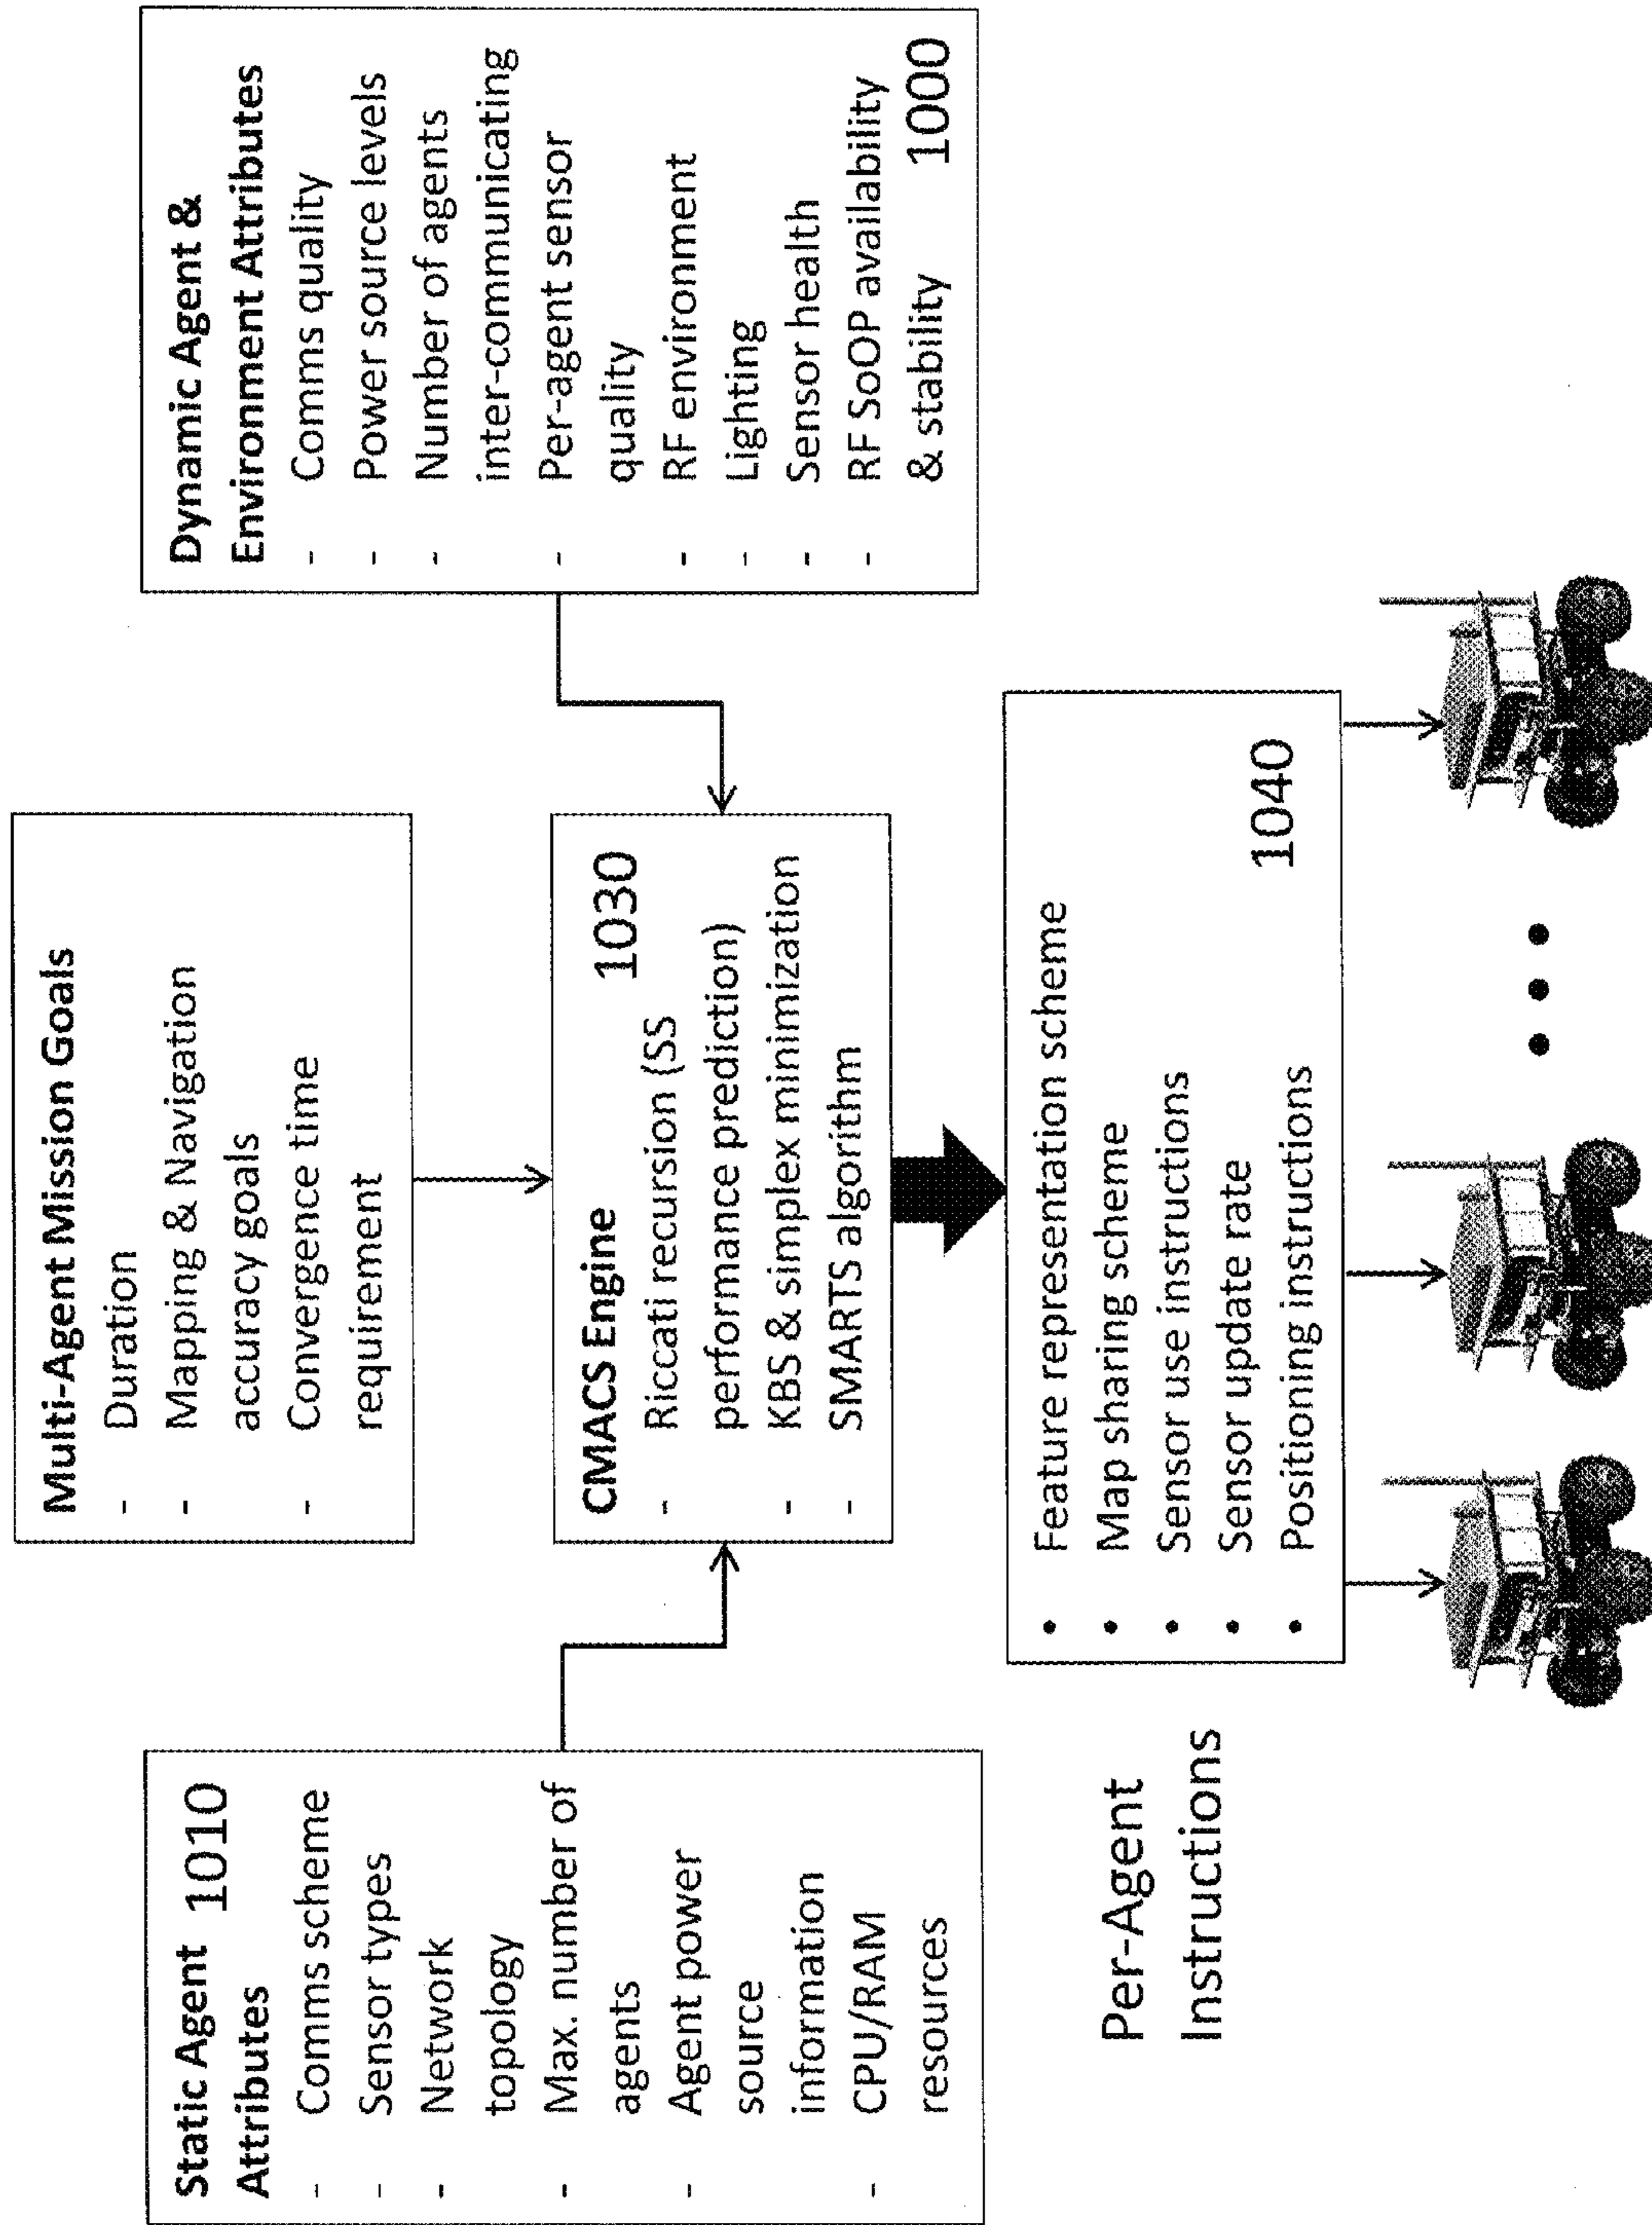 Multi-Agent Mission Goals
- Duration
- Mapping & Navigation
accuracy goals
- Convergence time
requirement
Static Agent 1010
Attributes
- Comms scheme
- Sensor types
- Network
topology
- Max. number of
agents
- Agent power
source
information
- CPU/RAM
resources
CMACS Engine 1030
- Riccati recursion (SS
performance prediction)
- KBS & simplex minimization
- SMARTS algorithm
Dynamic Agent &
Environment Attributes
- Comms quality
- Power source levels
- Number of agents
inter-communicating
- Per-agent sensor
quality
- RF environment
- Lighting
- Sensor health
- RF SoOP availability
& stability 1000
Per-Agent
Instructions
• Feature representation scheme
• Map sharing scheme
• Sensor use instructions
• Sensor update rate
• Positioning instructions 1040